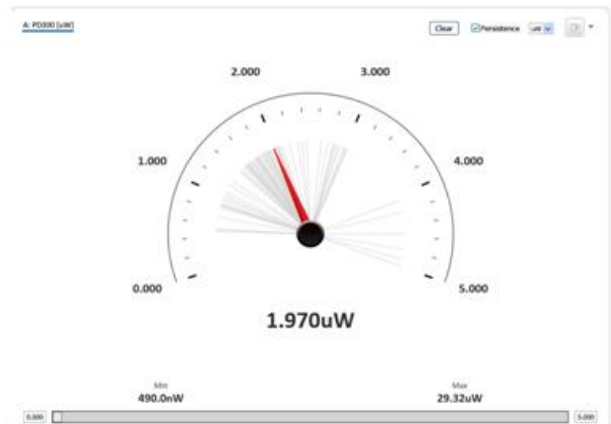 A: PD300 [uW]
Clear Persistence uW
2.000 3.000
1.000 4.000
0.000 5.000
1.970uW
Min Max
490.0nW 29.32uW
0.000 5.000